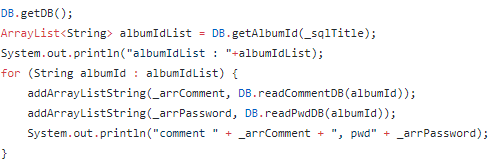 DB.getDB();
ArrayList<String> albumIdList = DB.getAlbumId(_sqlTitle);
System.out.println("albumIdList : "+albumIdList);
for (String albumId : albumIdList) {
    addArrayListString(_arrComment, DB.readCommentDB(albumId));
    addArrayListString(_arrPassword, DB.readPwdDB(albumId));
    System.out.println("comment " + _arrComment + ", pwd" + _arrPassword);
}